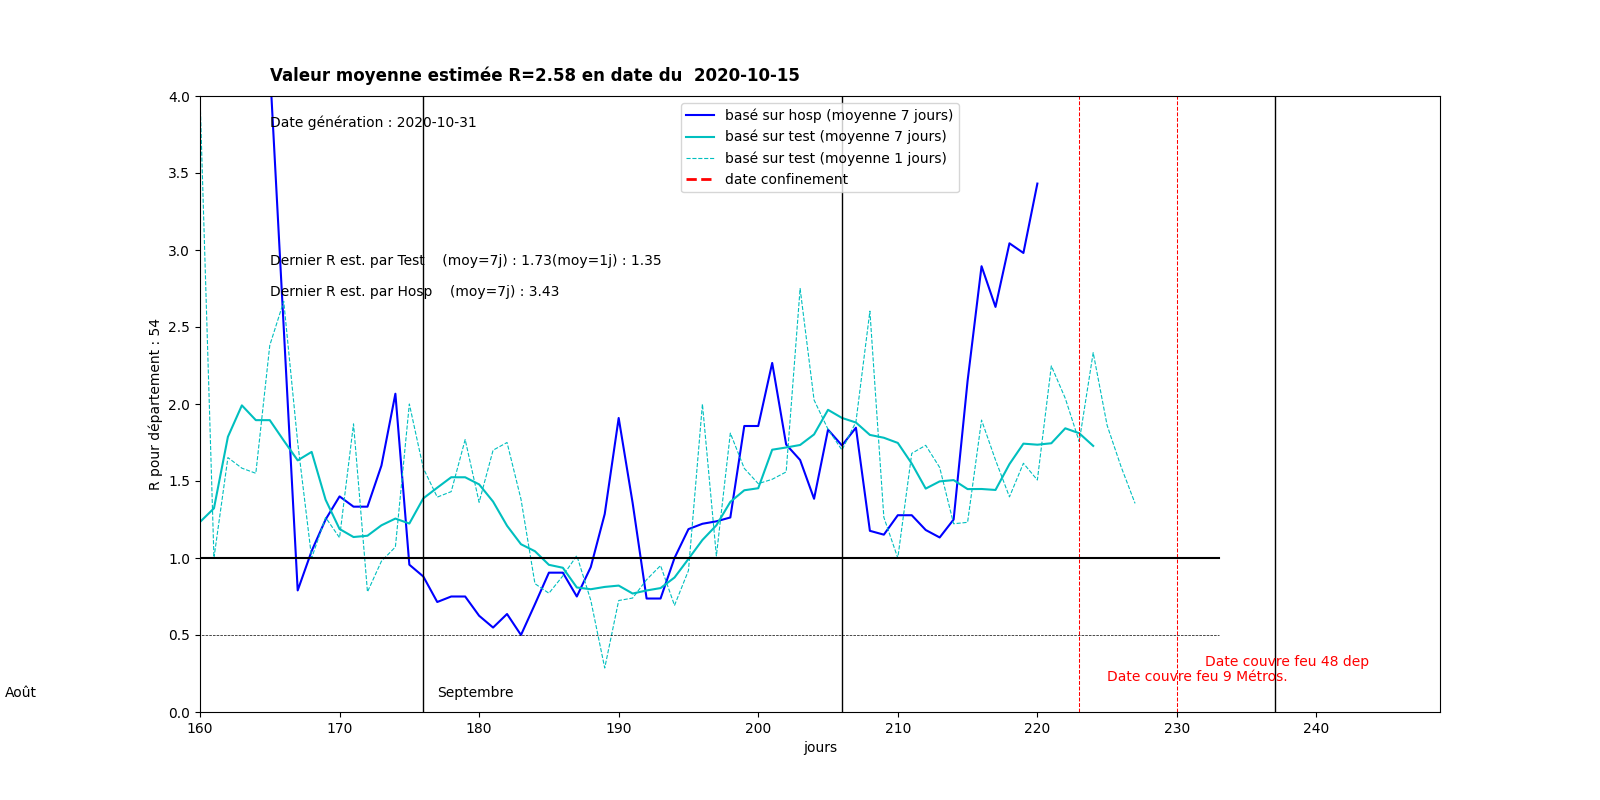 Valeur moyenne estimée R=2.58 en date du  2020-10-15
Date génération : 2020-10-31
basé sur hosp (moyenne 7 jours)
basé sur test (moyenne 7 jours)
basé sur test (moyenne 1 jours)
date confinement
Dernier R est. par Test    (moy=7j) : 1.73(moy=1j) : 1.35
Dernier R est. par Hosp    (moy=7j) : 3.43
R pour département : 54
4.0
3.5
3.0
2.5
2.0
1.5
1.0
0.5
0.0
Date couvre feu 48 dep
Date couvre feu 9 Métros.
Août
Septembre
160 170 180 190 200 210 220 230 240
jours